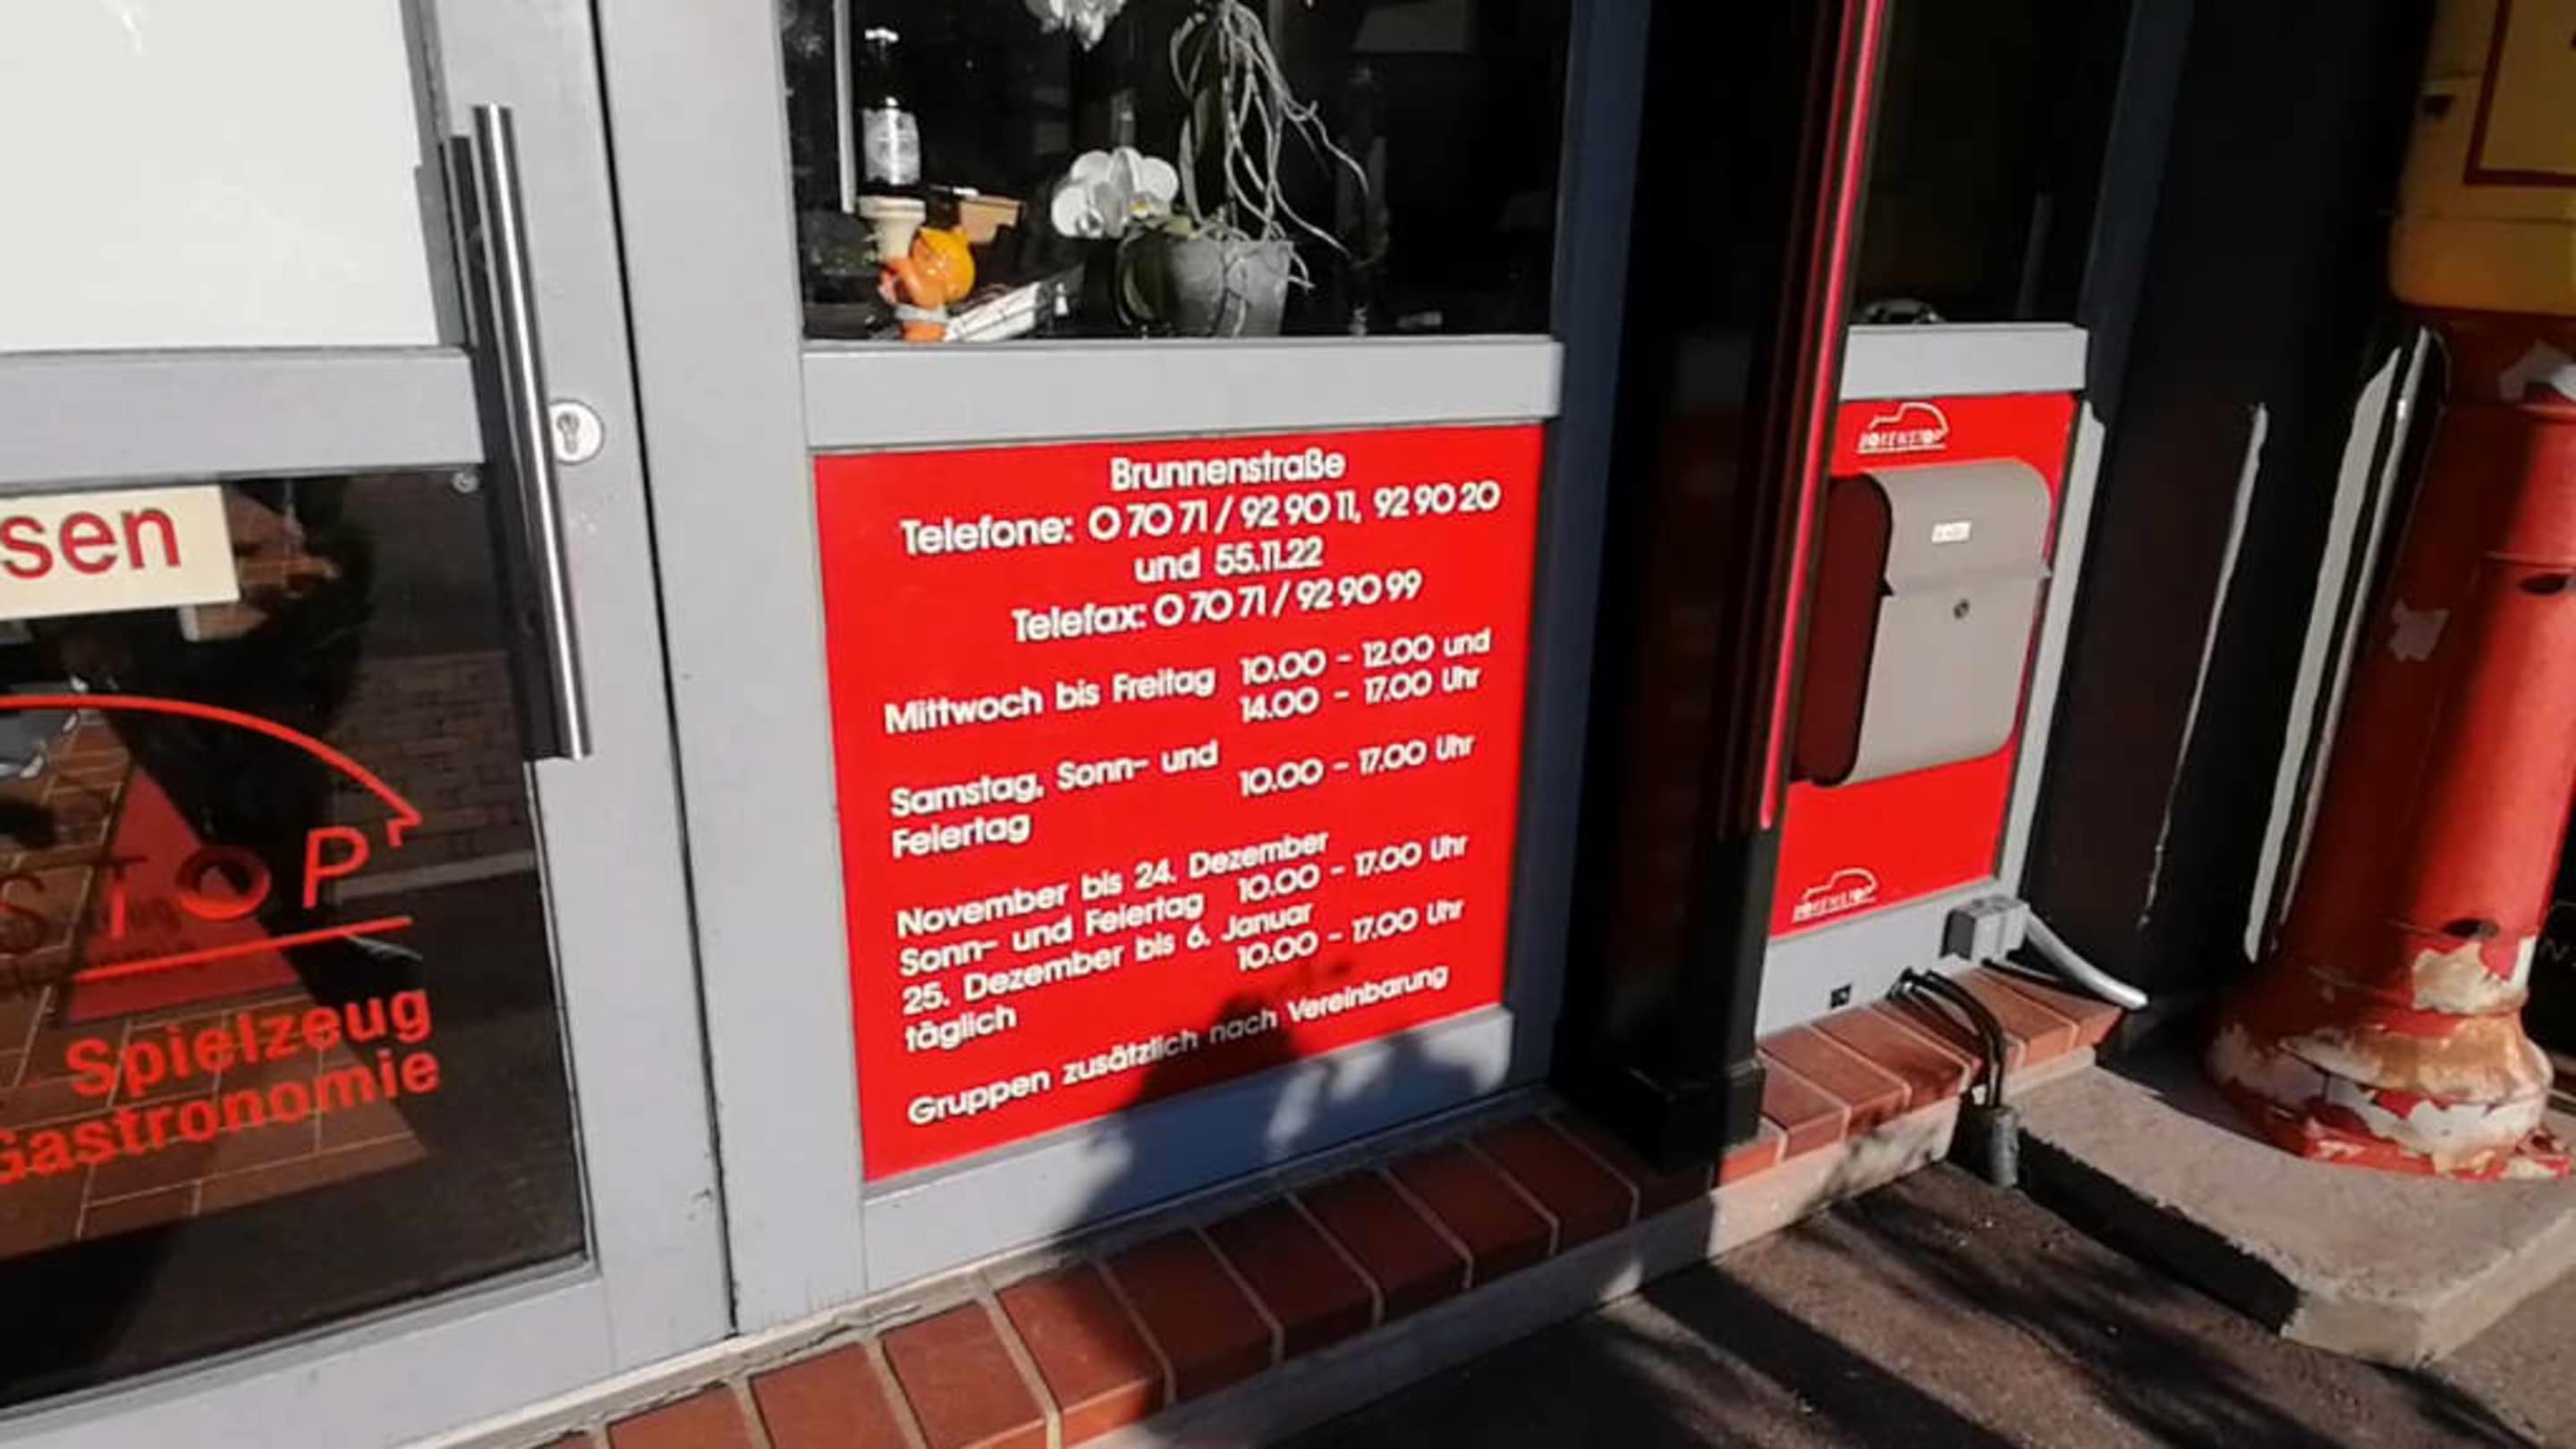 sen
STOP
Spielzeug
Gastronomie
Brunnenstraße
Telefone: 0 70 71 / 92 90 11, 92 90 20
und 55.11.22
Telefax: 0 70 71 / 92 90 99
Mittwoch bis Freitag 10.00 - 12.00 und
14.00 - 17.00 Uhr
Samstag, Sonn- und
Feiertag 10.00 - 17.00 Uhr
November bis 24. Dezember
Sonn- und Feiertag 10.00 - 17.00 Uhr
25. Dezember bis 6. Januar
täglich 10.00 - 17.00 Uhr
Gruppen zusätzlich nach Vereinbarung
BOXENSTOP
BOXENSTOP